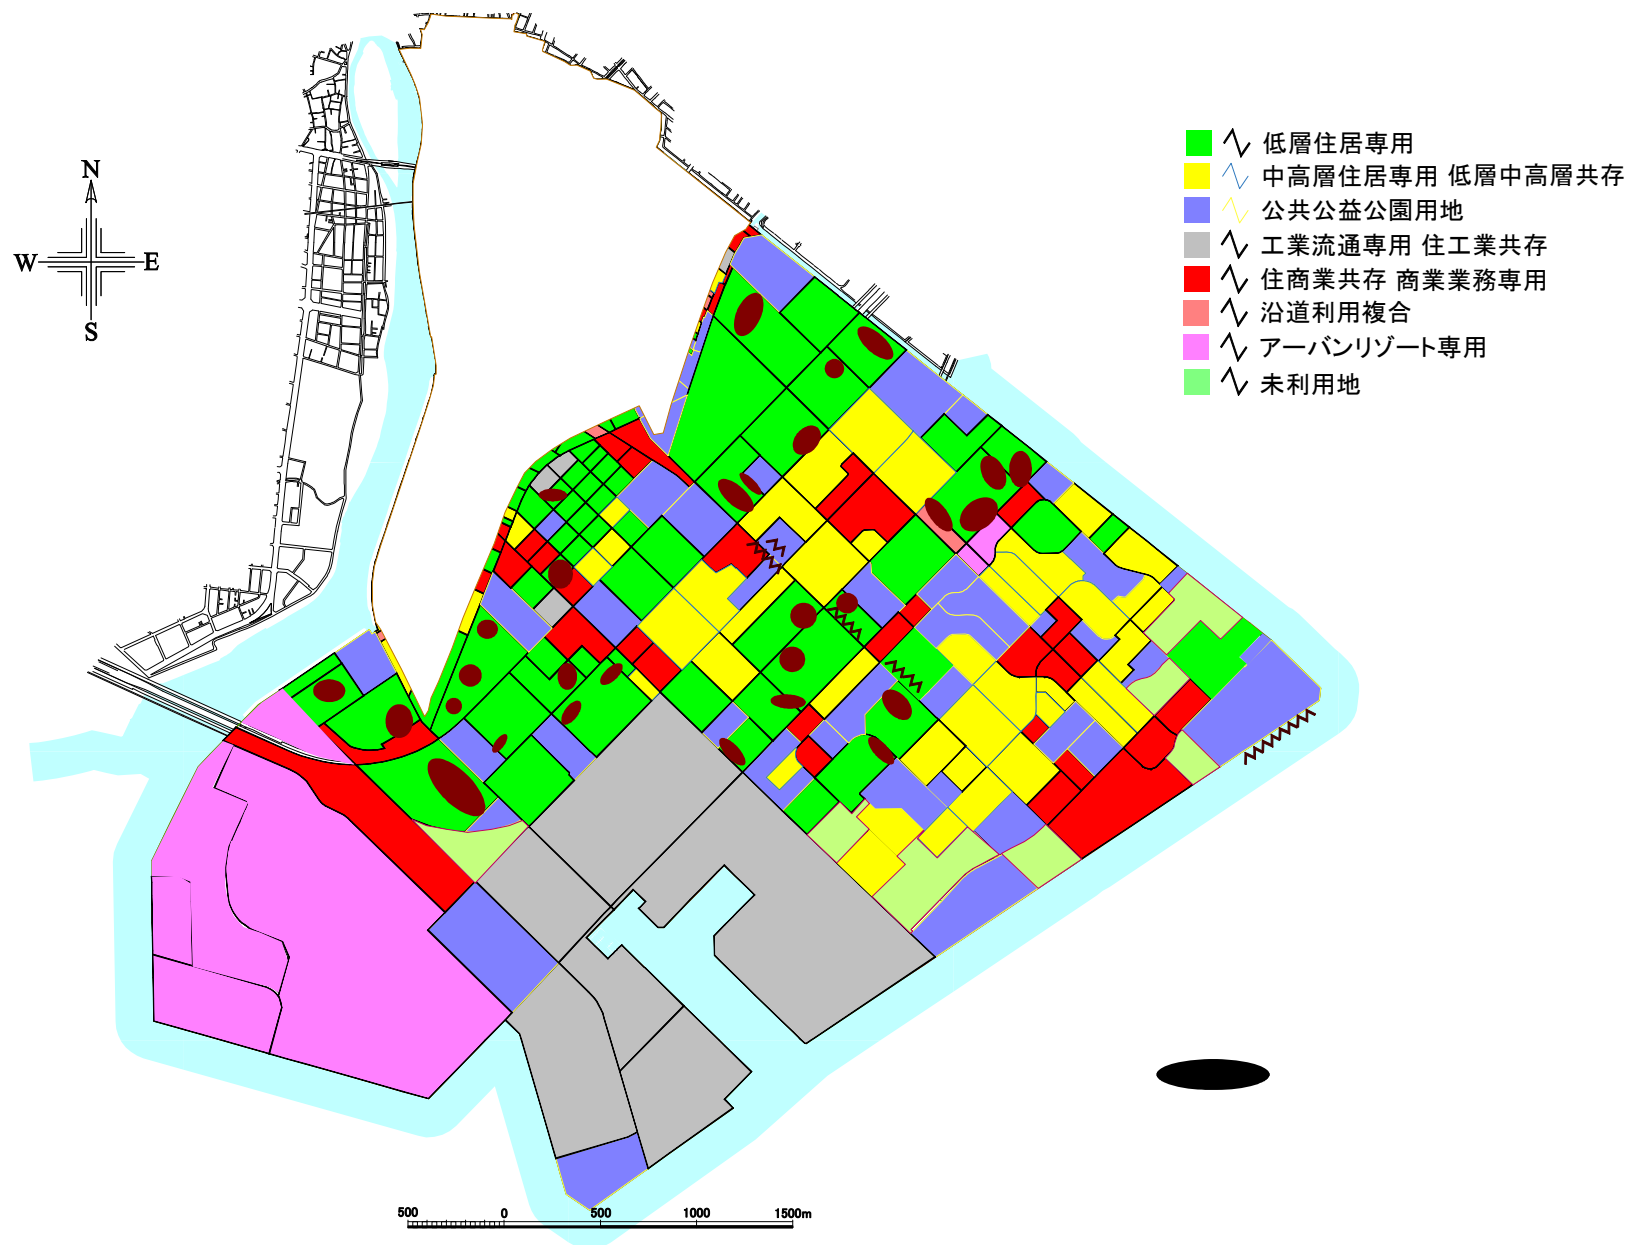 N
W E
S
低層住居専用
中高層住居専用 低層中高層共存
公共公益公園用地
工業流通専用 住工業共存
住商業共存 商業業務専用
沿道利用複合
アーバンリゾート専用
未利用地
500 0 500 1000 1500m